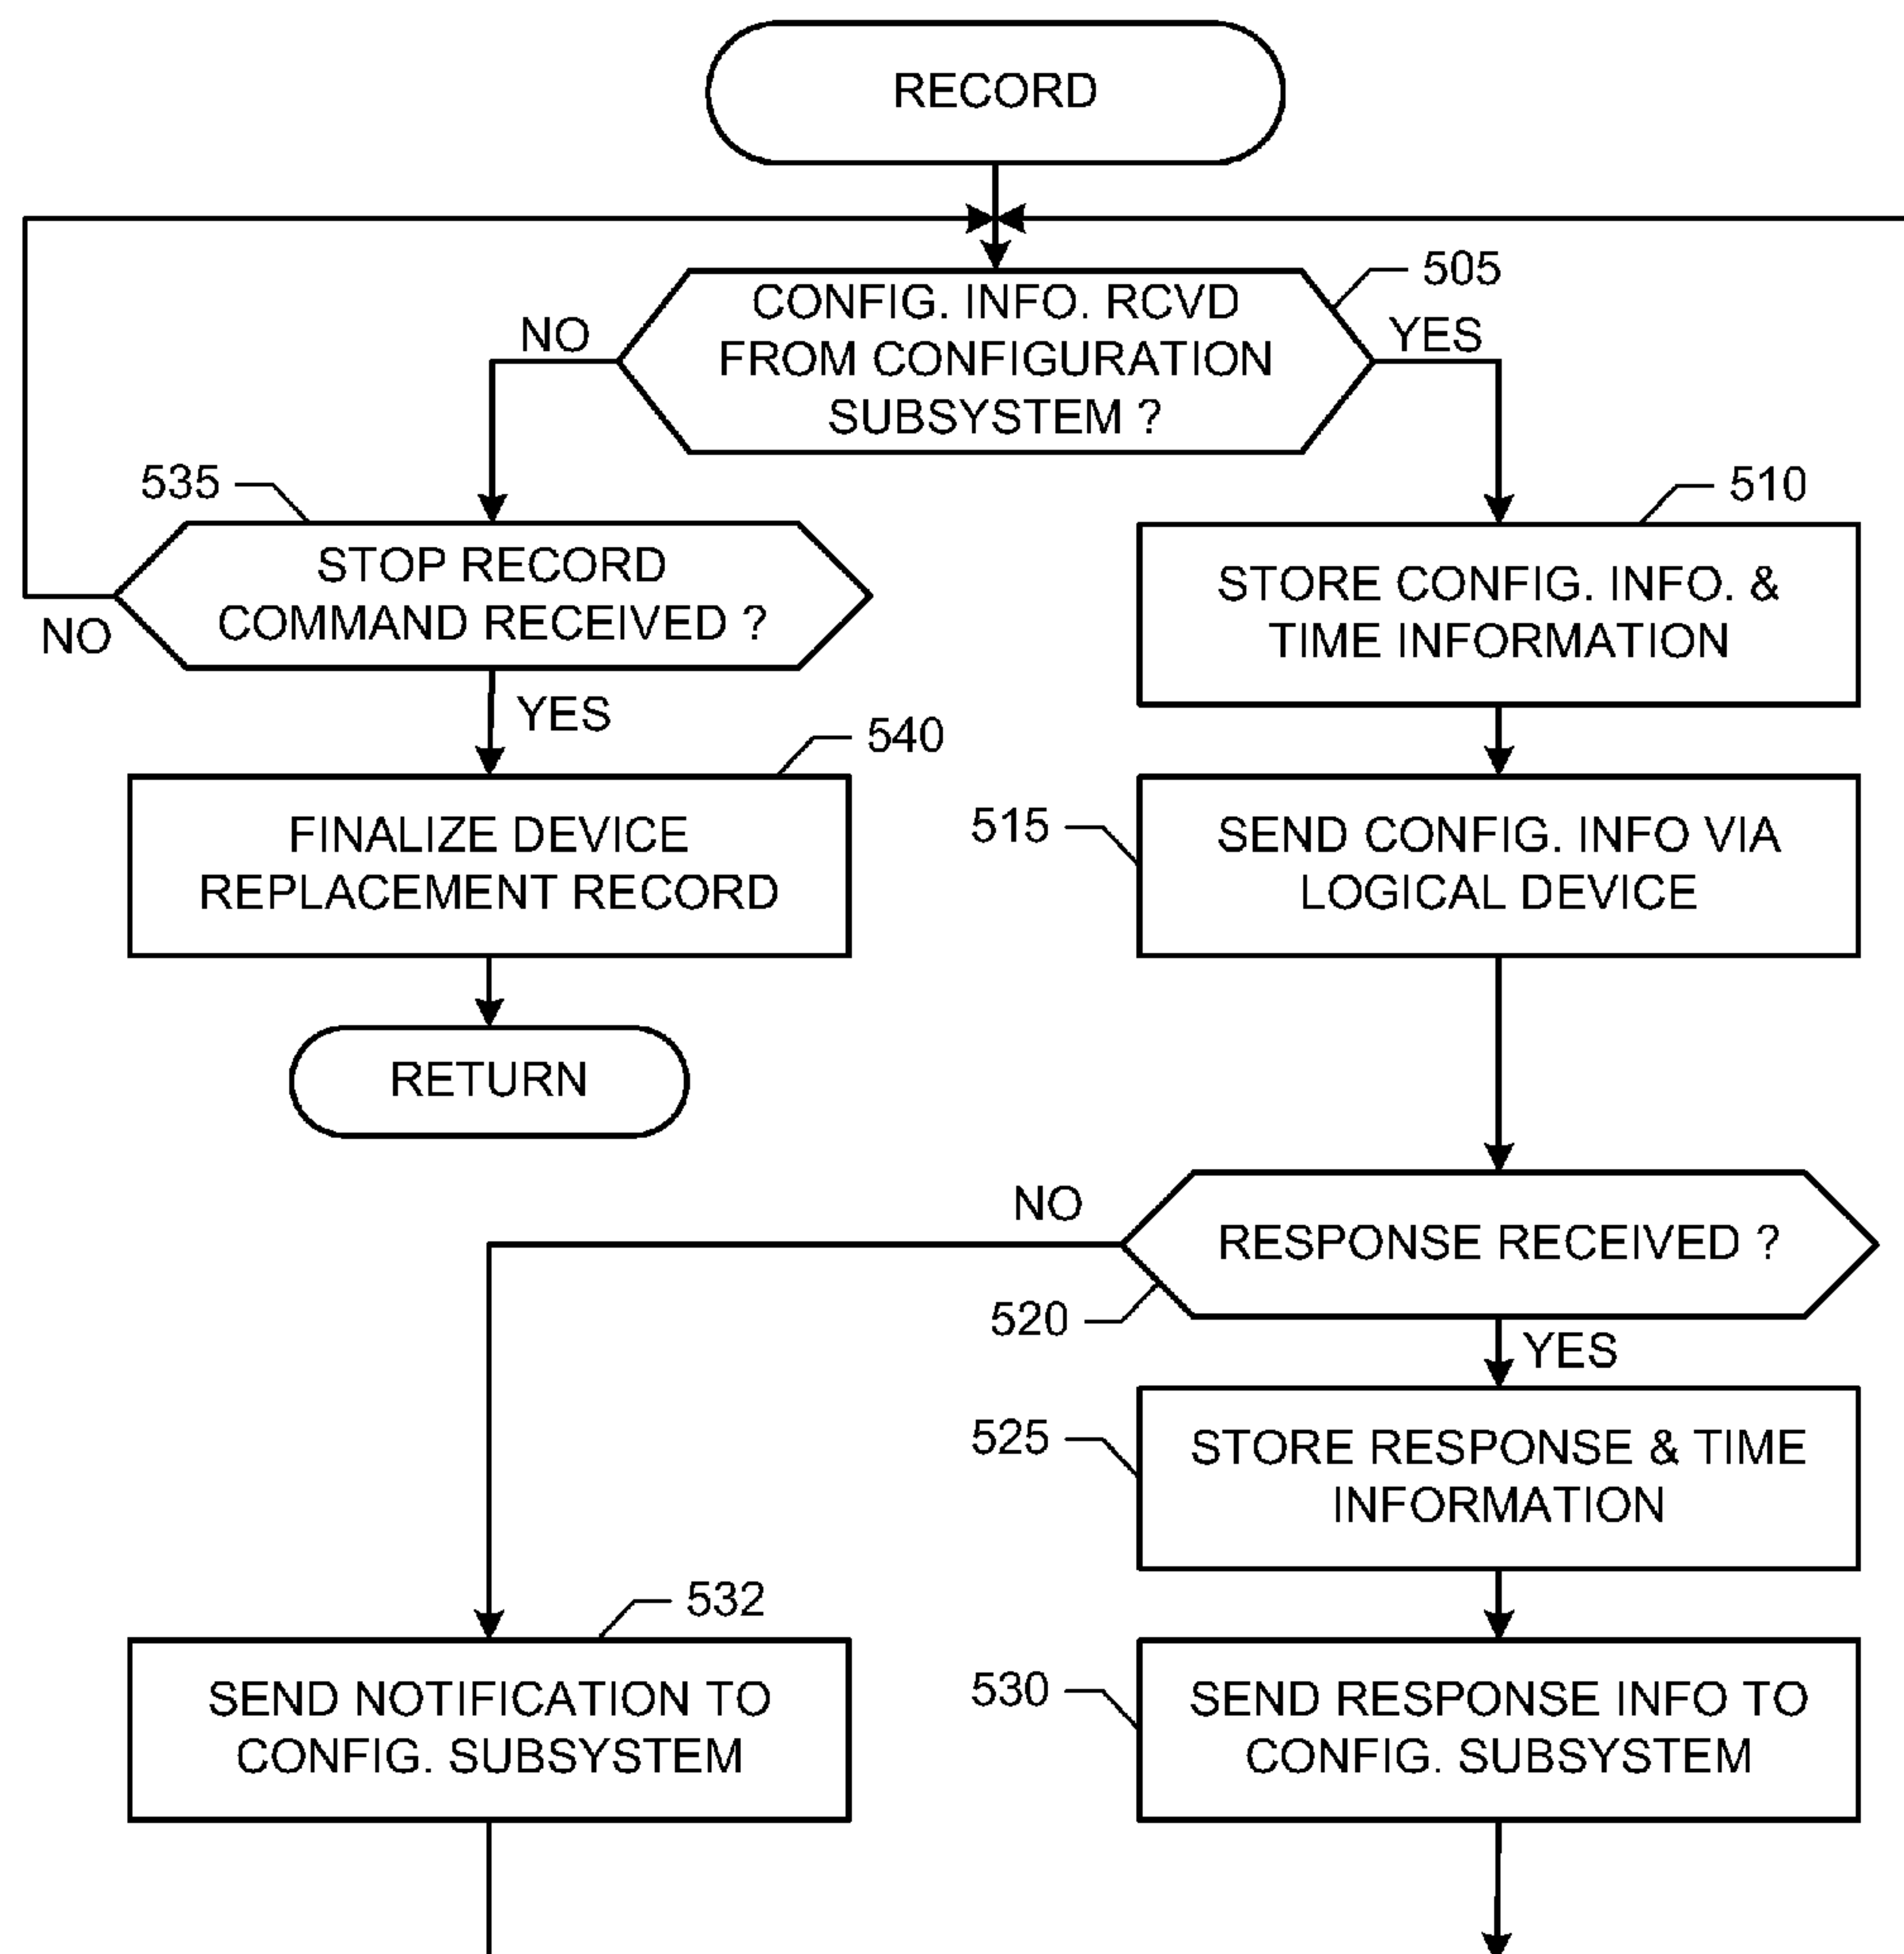 RECORD
505
CONFIG. INFO. RCVD
FROM CONFIGURATION
SUBSYSTEM ?
NO
YES
535
STOP RECORD
COMMAND RECEIVED ?
NO
YES
510
STORE CONFIG. INFO. &
TIME INFORMATION
540
FINALIZE DEVICE
REPLACEMENT RECORD
515
SEND CONFIG. INFO VIA
LOGICAL DEVICE
RETURN
NO
RESPONSE RECEIVED ?
520
YES
525
STORE RESPONSE & TIME
INFORMATION
532
SEND NOTIFICATION TO
CONFIG. SUBSYSTEM
530
SEND RESPONSE INFO TO
CONFIG. SUBSYSTEM